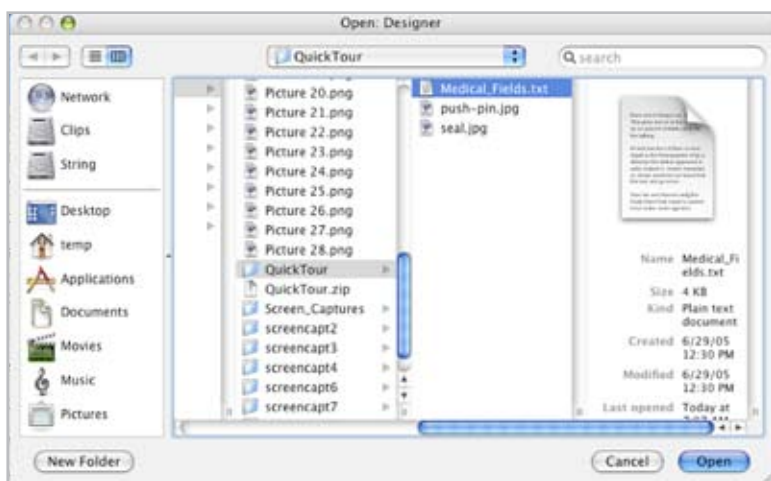 Open: Designer
QuickTour
search
Network
Clips
String
Desktop
temp
Applications
Documents
Movies
Music
Pictures
Picture 20.png
Picture 21.png
Picture 22.png
Picture 23.png
Picture 24.png
Picture 25.png
Picture 26.png
Picture 27.png
Picture 28.png
QuickTour
QuickTour.zip
Screen_Captures
screencapt2
screencapt3
screencapt4
screencapt6
screencapt7
Medical_Fields.txt
push-pin.jpg
seal.jpg
Name Medical_Fi
elds.txt
Size 4 KB
Kind Plain text
document
Created 6/29/05
12:30 PM
Modified 6/29/05
12:30 PM
Last opened Today at
New Folder
Cancel
Open